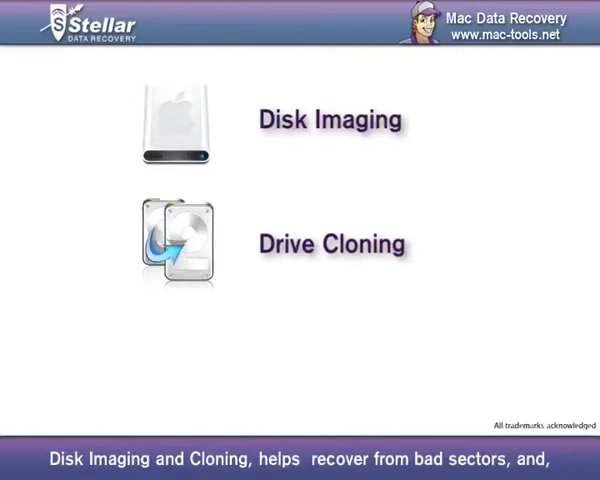 Stellar
DATA RECOVERY
Mac Data Recovery
www.mac-tools.net
Disk Imaging
Drive Cloning
All trademarks acknowledged
Disk Imaging and Cloning, helps recover from bad sectors, and,